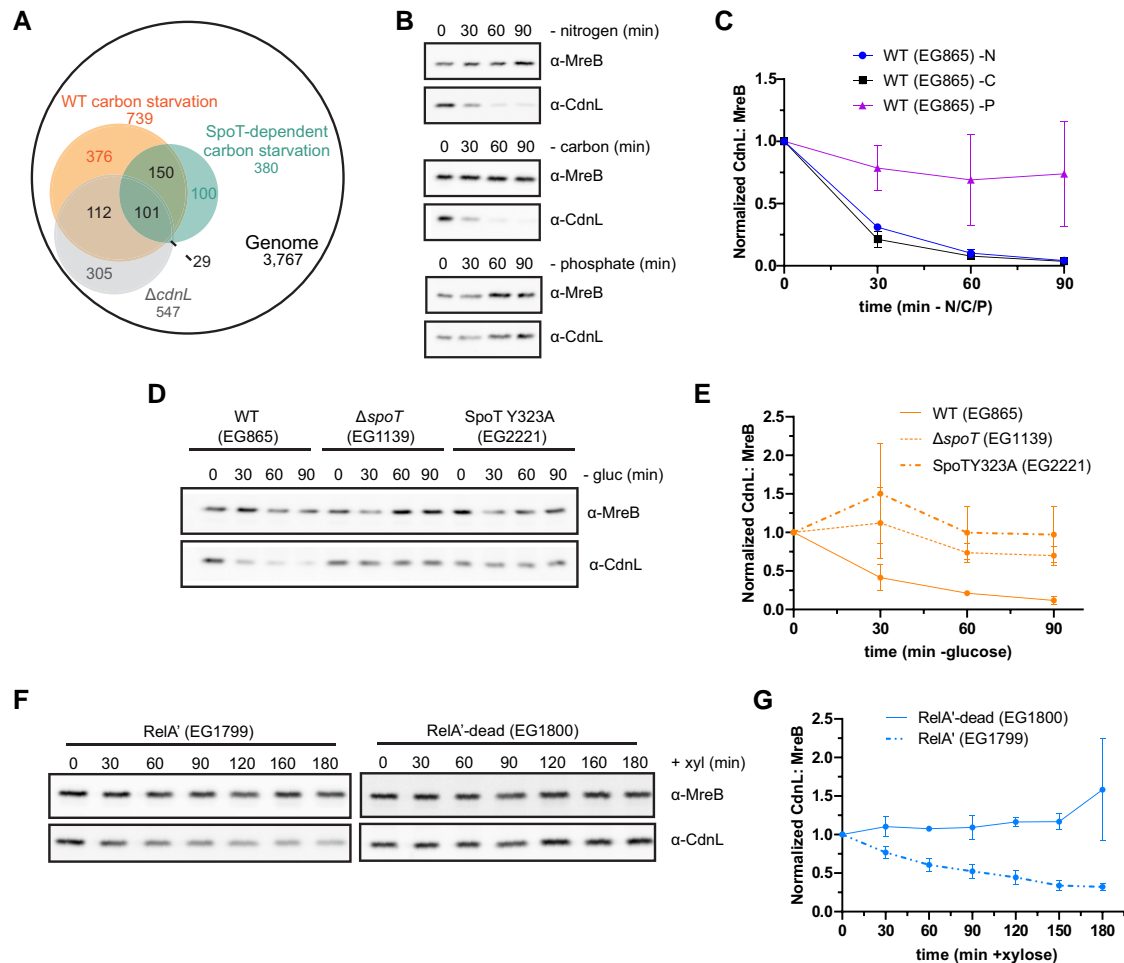 A
WT carbon starvation
739
SpoT-dependent
carbon starvation
380
376
150
100
112
101
29
305
Genome
3,767
ΔcdnL
547
B
0 30 60 90 - nitrogen (min)
α-MreB
α-CdnL
0 30 60 90 - carbon (min)
α-MreB
α-CdnL
0 30 60 90 - phosphate (min)
α-MreB
α-CdnL
C
WT (EG865) -N
WT (EG865) -C
WT (EG865) -P
Normalized CdnL: MreB
1.5
1.0
0.5
0.0
0 30 60 90
time (min - N/C/P)
D
WT ΔspoT SpoT Y323A
(EG865) (EG1139) (EG2221)
0 30 60 90 0 30 60 90 0 30 60 90 - gluc (min)
α-MreB
α-CdnL
E
WT (EG865)
ΔspoT (EG1139)
SpoTY323A (EG2221)
Normalized CdnL: MreB
2.5
2.0
1.5
1.0
0.5
0.0
0 30 60 90
time (min -glucose)
F
RelA' (EG1799) RelA'-dead (EG1800)
0 30 60 90 120 160 180 0 30 60 90 120 160 180 + xyl (min)
α-MreB
α-CdnL
G
RelA'-dead (EG1800)
RelA' (EG1799)
Normalized CdnL: MreB
2.5
2.0
1.5
1.0
0.5
0.0
0 30 60 90 120 150 180
time (min +xylose)